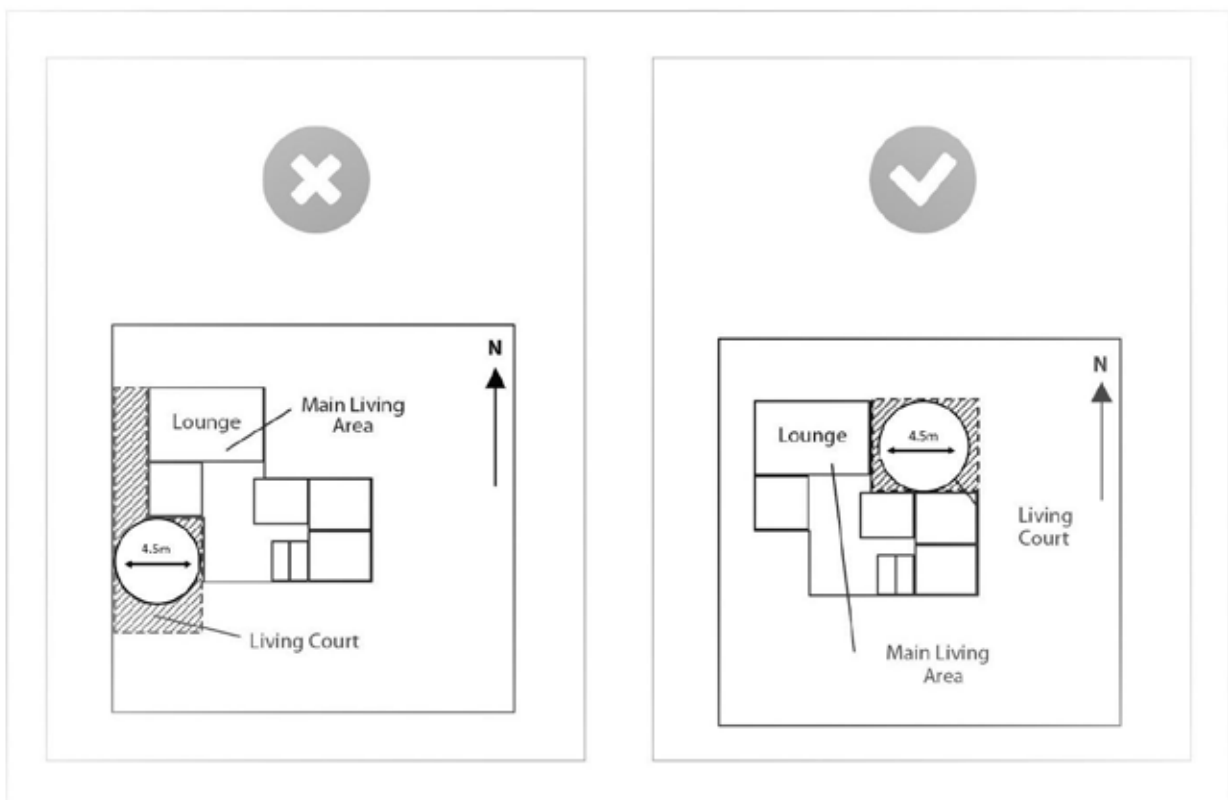 N
Lounge
Main Living
Area
4.5m
Living Court
N
Lounge
4.5m
Living
Court
Main Living
Area